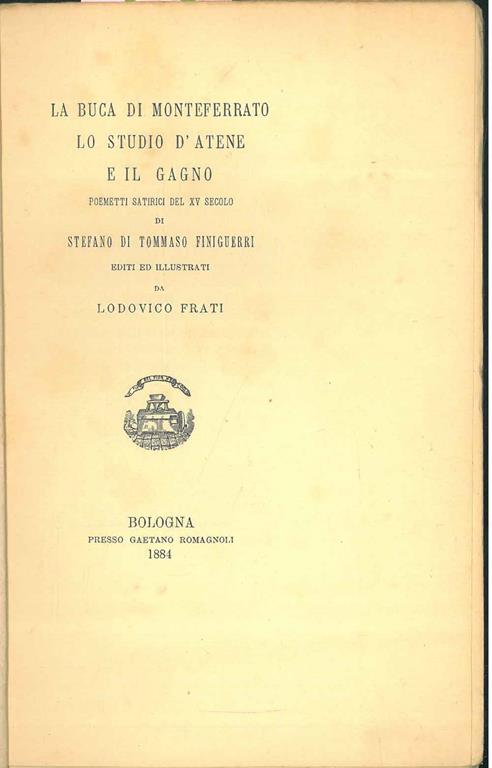 LA BUCA DI MONTEFERRATO
LO STUDIO D'ATENE
E IL GAGNO
POEMETTI SATIRICI DEL XV SECOLO
DI
STEFANO DI TOMMASO FINIGUERRI
EDITI ED ILLUSTRATI
DA
LODOVICO FRATI
BOLOGNA
PRESSO GAETANO ROMAGNOLI
1884